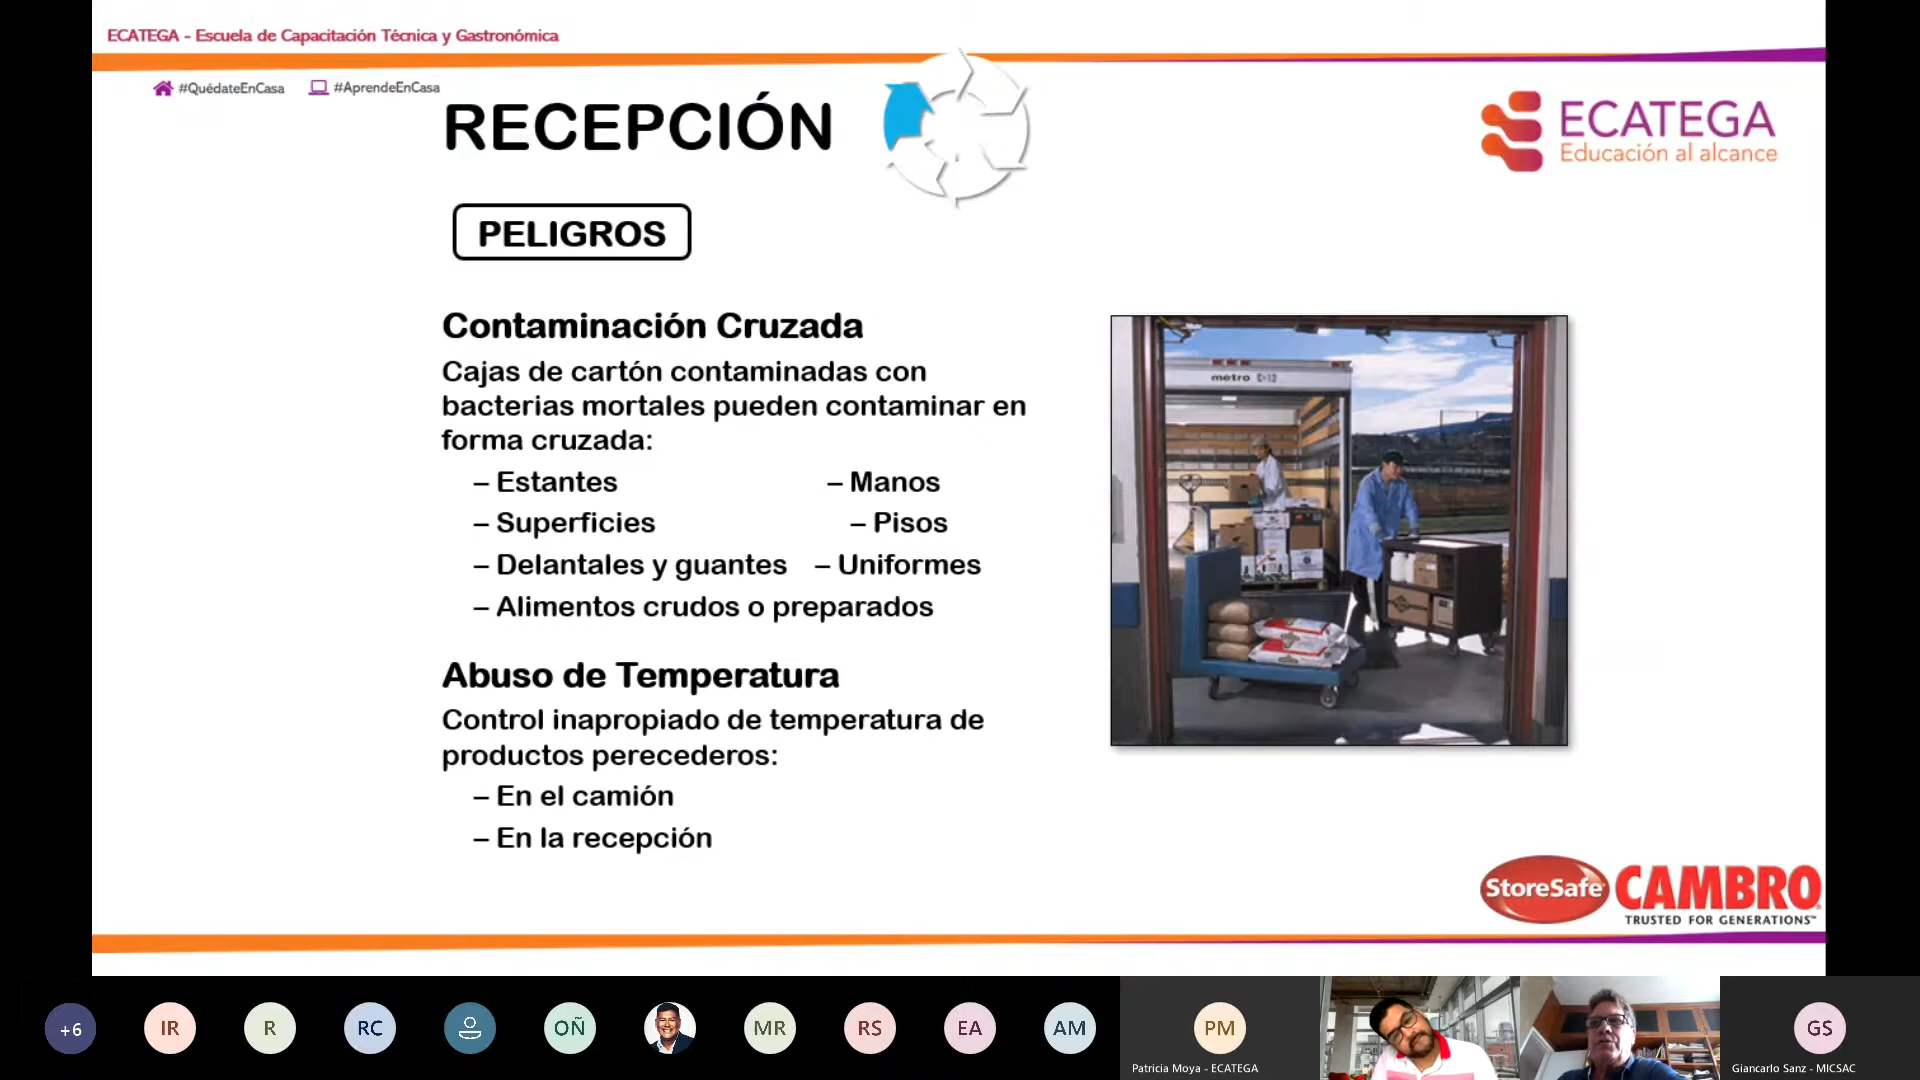 ECATEGA - Escuela de Capacitación Técnica y Gastronómica
#QuédateEnCasa #AprendeEnCasa
RECEPCIÓN
ECATEGA
Educación al alcance
PELIGROS
Contaminación Cruzada
Cajas de cartón contaminadas con
bacterias mortales pueden contaminar en
forma cruzada:
– Estantes – Manos
– Superficies – Pisos
– Delantales y guantes – Uniformes
– Alimentos crudos o preparados
metro C-12
Abuso de Temperatura
Control inapropiado de temperatura de
productos perecederos:
– En el camión
– En la recepción
StoreSafe CAMBRO
TRUSTED FOR GENERATIONS™
+6 IR R RC OÑ MR RS EA AM PM GS
Patricia Moya - ECATEGA Giancarlo Sanz - MICSAC